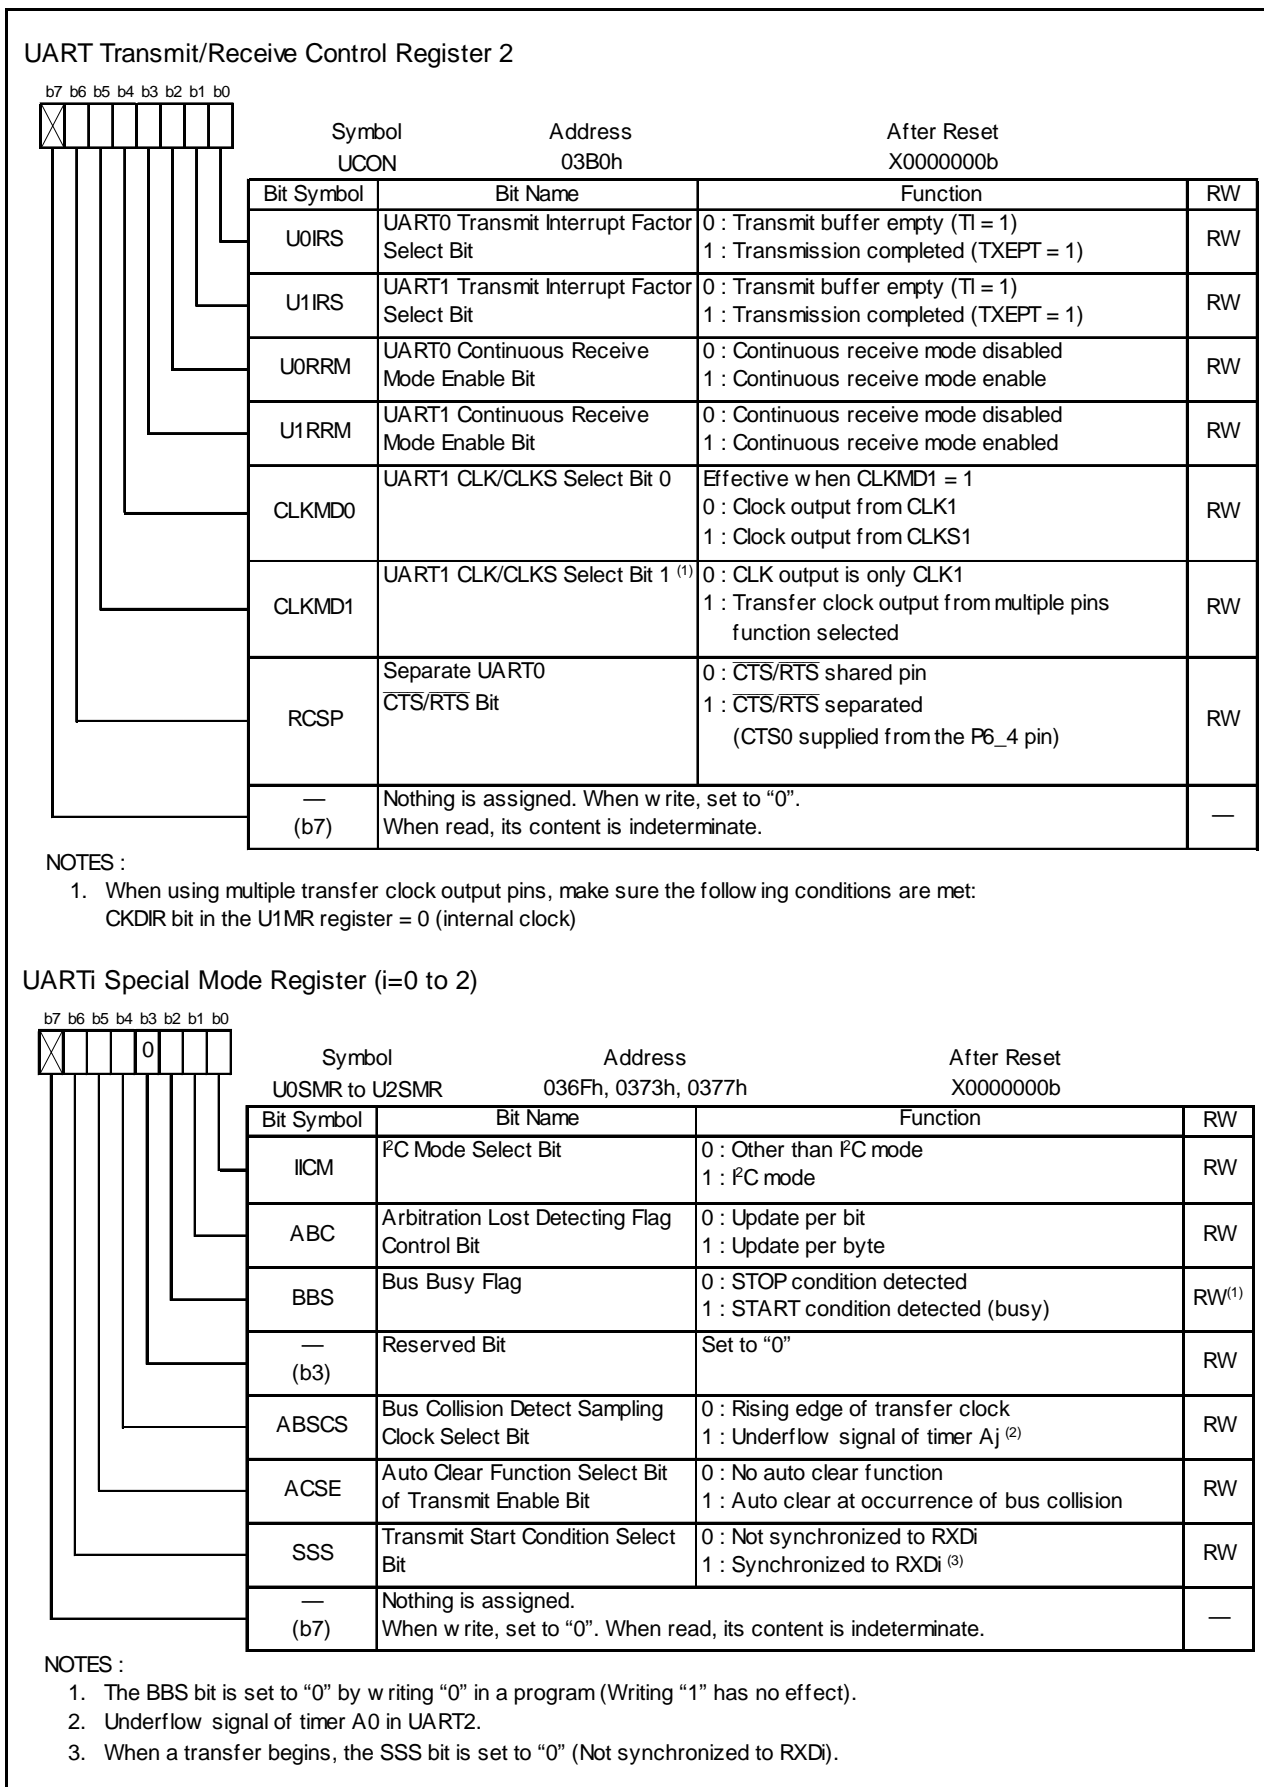 UART Transmit/Receive Control Register 2
b7 b6 b5 b4 b3 b2 b1 b0
Symbol Address After Reset
UCON 03B0h X0000000b
Bit Symbol Bit Name Function RW
U0IRS UART0 Transmit Interrupt Factor Select Bit 0 : Transmit buffer empty (TI = 1) RW
1 : Transmission completed (TXEPT = 1)
U1IRS UART1 Transmit Interrupt Factor Select Bit 0 : Transmit buffer empty (TI = 1) RW
1 : Transmission completed (TXEPT = 1)
U0RRM UART0 Continuous Receive Mode Enable Bit 0 : Continuous receive mode disabled RW
1 : Continuous receive mode enable
U1RRM UART1 Continuous Receive Mode Enable Bit 0 : Continuous receive mode disabled RW
1 : Continuous receive mode enabled
CLKMD0 UART1 CLK/CLKS Select Bit 0 Effective when CLKMD1 = 1 RW
0 : Clock output from CLK1
1 : Clock output from CLKS1
CLKMD1 UART1 CLK/CLKS Select Bit 1 (1) 0 : CLK output is only CLK1 RW
1 : Transfer clock output from multiple pins
function selected
RCSP Separate UART0 CTS/RTS Bit 0 : CTS/RTS shared pin RW
1 : CTS/RTS separated
(CTS0 supplied from the P6_4 pin)
— (b7) Nothing is assigned. When write, set to “0”. —
When read, its content is indeterminate.
NOTES :
1. When using multiple transfer clock output pins, make sure the following conditions are met:
CKDIR bit in the U1MR register = 0 (internal clock)
UARTi Special Mode Register (i=0 to 2)
b7 b6 b5 b4 b3 b2 b1 b0
0
Symbol Address After Reset
U0SMR to U2SMR 036Fh, 0373h, 0377h X0000000b
Bit Symbol Bit Name Function RW
IICM I²C Mode Select Bit 0 : Other than I²C mode RW
1 : I²C mode
ABC Arbitration Lost Detecting Flag Control Bit 0 : Update per bit RW
1 : Update per byte
BBS Bus Busy Flag 0 : STOP condition detected RW(1)
1 : START condition detected (busy)
— (b3) Reserved Bit Set to “0” RW
ABSCS Bus Collision Detect Sampling Clock Select Bit 0 : Rising edge of transfer clock RW
1 : Underflow signal of timer Aj (2)
ACSE Auto Clear Function Select Bit of Transmit Enable Bit 0 : No auto clear function RW
1 : Auto clear at occurrence of bus collision
SSS Transmit Start Condition Select Bit 0 : Not synchronized to RXDi RW
1 : Synchronized to RXDi (3)
— (b7) Nothing is assigned. —
When write, set to “0”. When read, its content is indeterminate.
NOTES :
1. The BBS bit is set to “0” by writing “0” in a program (Writing “1” has no effect).
2. Underflow signal of timer A0 in UART2.
3. When a transfer begins, the SSS bit is set to “0” (Not synchronized to RXDi).